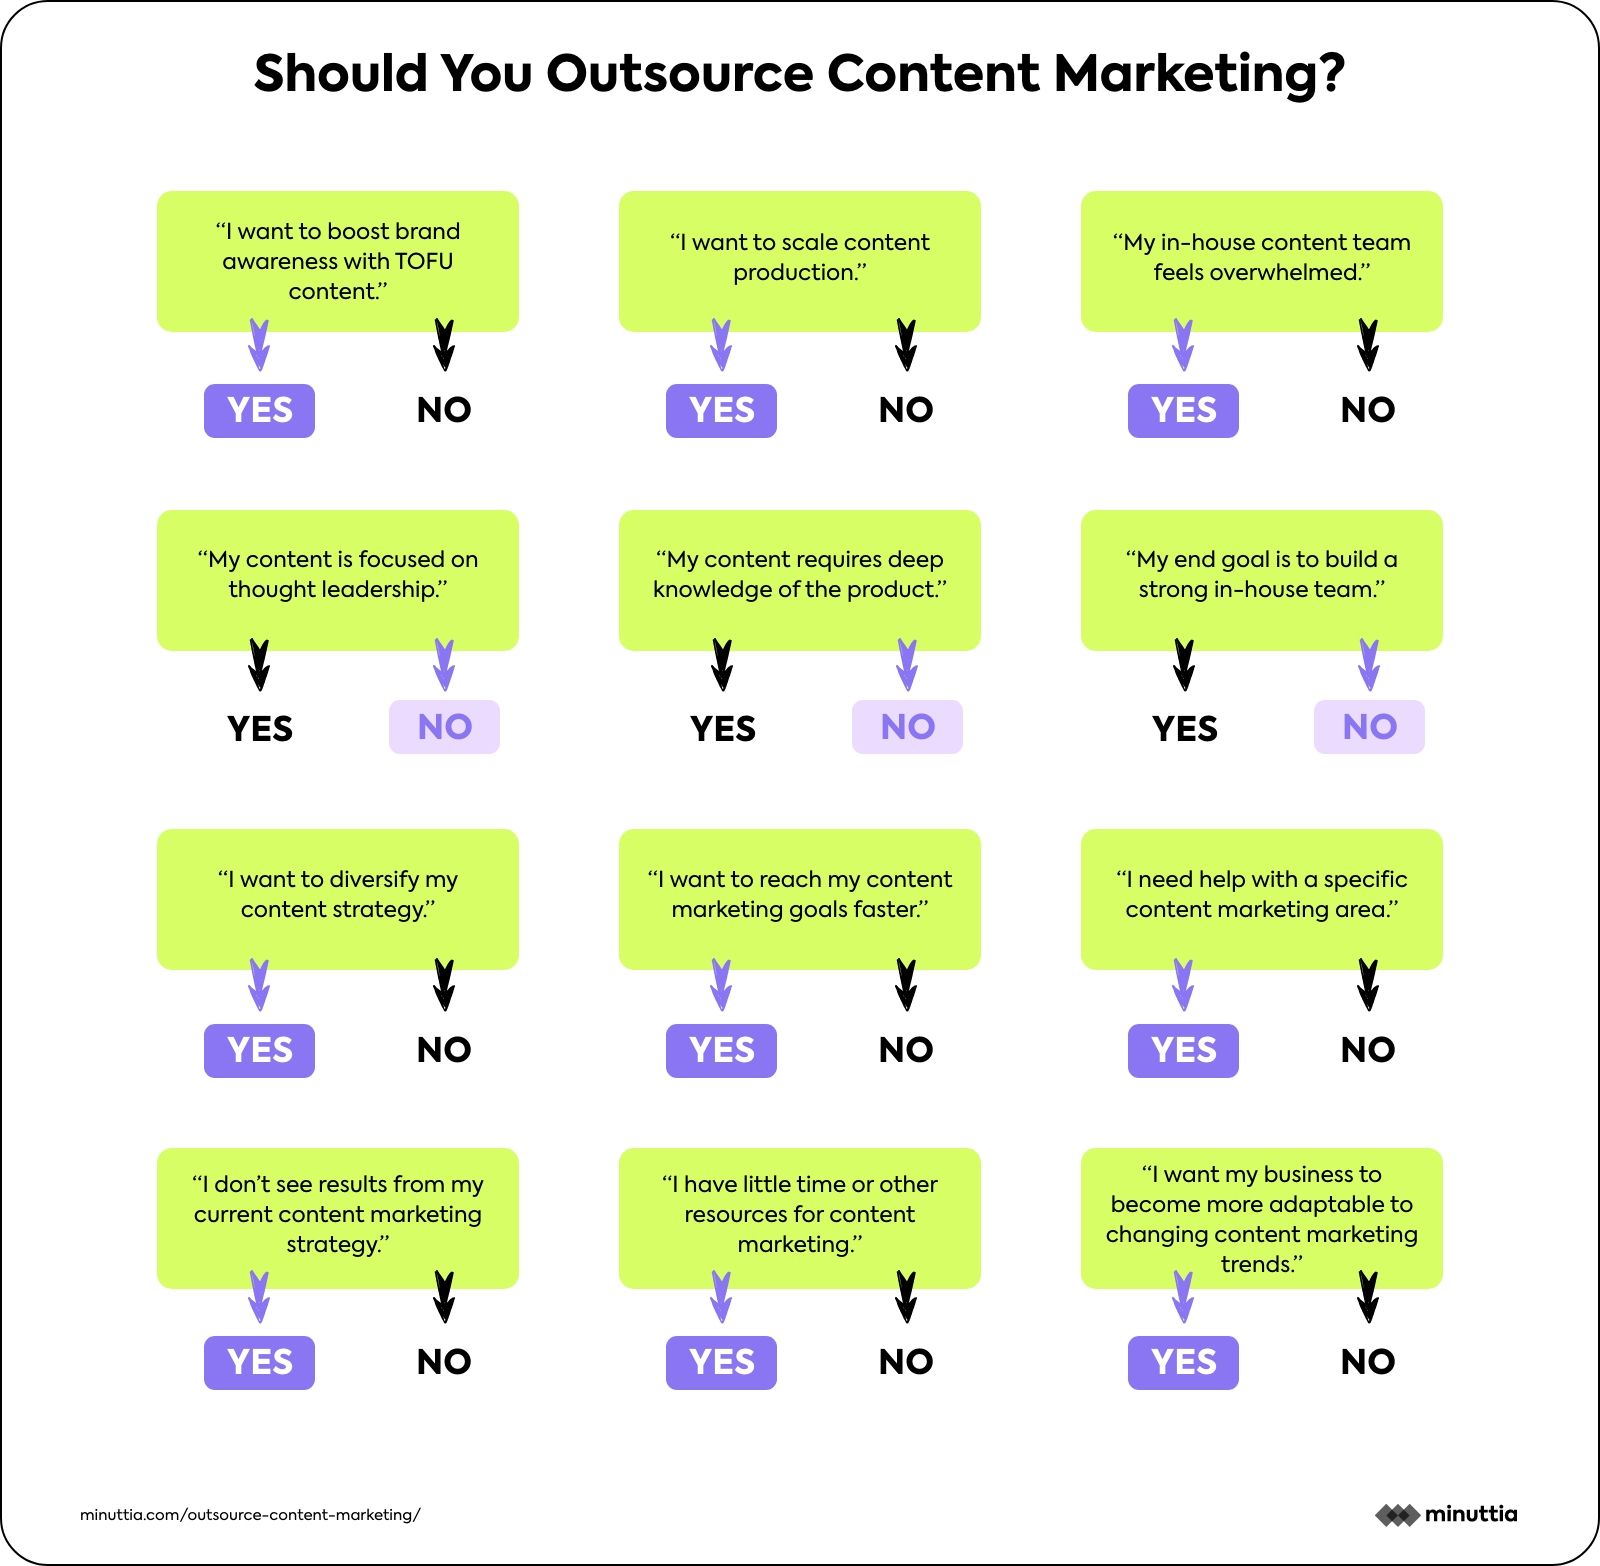 Should You Outsource Content Marketing?
“I want to boost brand
awareness with TOFU
content.”
YES
NO
“I want to scale content
production.”
YES
NO
“My in-house content team
feels overwhelmed.”
YES
NO
“My content is focused on
thought leadership.”
YES
NO
“My content requires deep
knowledge of the product.”
YES
NO
“My end goal is to build a
strong in-house team.”
YES
NO
“I want to diversify my
content strategy.”
YES
NO
“I want to reach my content
marketing goals faster.”
YES
NO
“I need help with a specific
content marketing area.”
YES
NO
“I don’t see results from my
current content marketing
strategy.”
YES
NO
“I have little time or other
resources for content
marketing.”
YES
NO
“I want my business to
become more adaptable to
changing content marketing
trends.”
YES
NO
minuttia.com/outsource-content-marketing/
minuttia